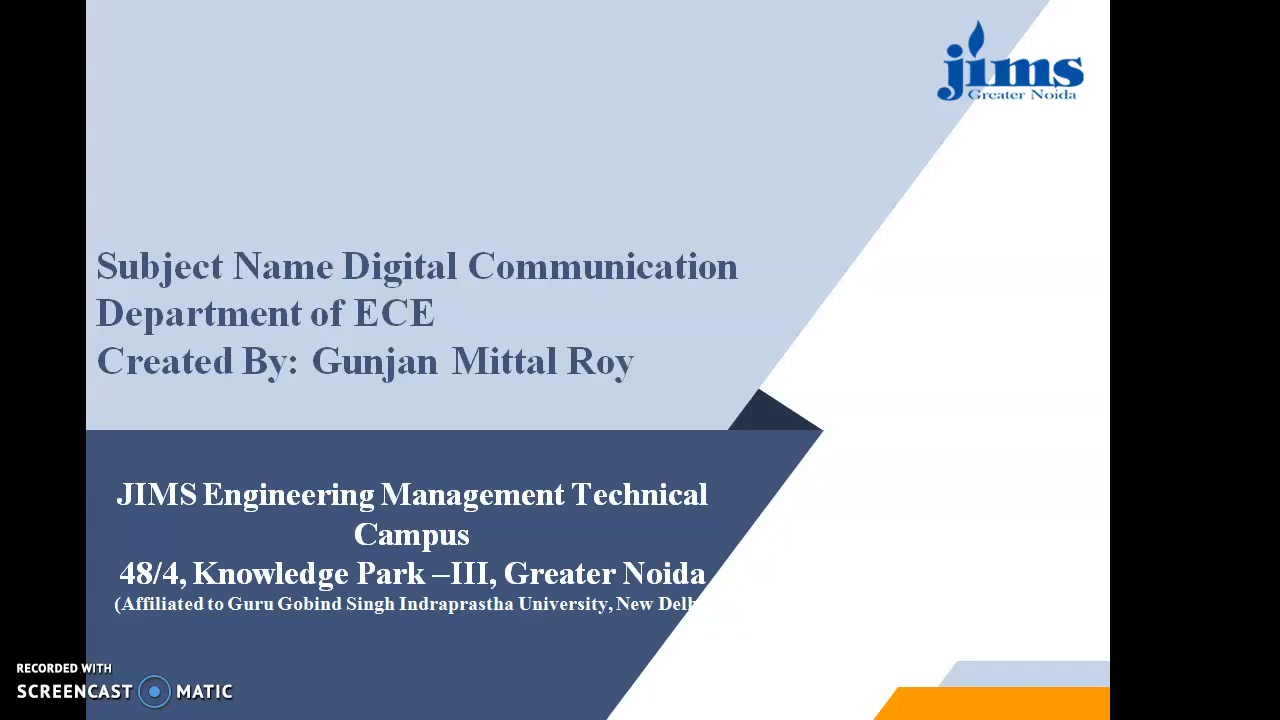 jims
Greater Noida
Subject Name Digital Communication
Department of ECE
Created By: Gunjan Mittal Roy
JIMS Engineering Management Technical
Campus
48/4, Knowledge Park –III, Greater Noida
(Affiliated to Guru Gobind Singh Indraprastha University, New Delh
RECORDED WITH
SCREENCAST MATIC